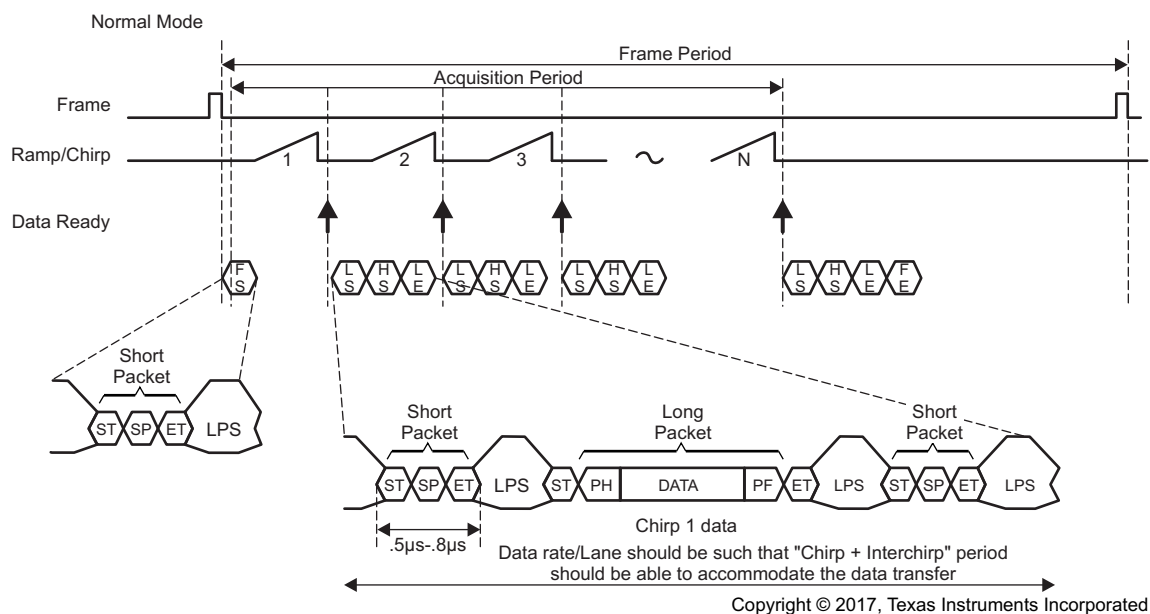 Normal Mode
Frame Period
Acquisition Period
Frame
Ramp/Chirp
1
2
3
N
Data Ready
F
S
L
S
H
S
L
E
L
S
H
S
L
E
L
S
H
S
L
E
L
S
H
S
L
E
F
E
Short
Packet
ST
SP
ET
LPS
Short
Packet
Long
Packet
Short
Packet
ST
SP
ET
LPS
ST
PH
DATA
PF
ET
LPS
ST
SP
ET
LPS
.5µs-.8µs
Chirp 1 data
Data rate/Lane should be such that "Chirp + Interchirp" period
should be able to accommodate the data transfer
Copyright © 2017, Texas Instruments Incorporated